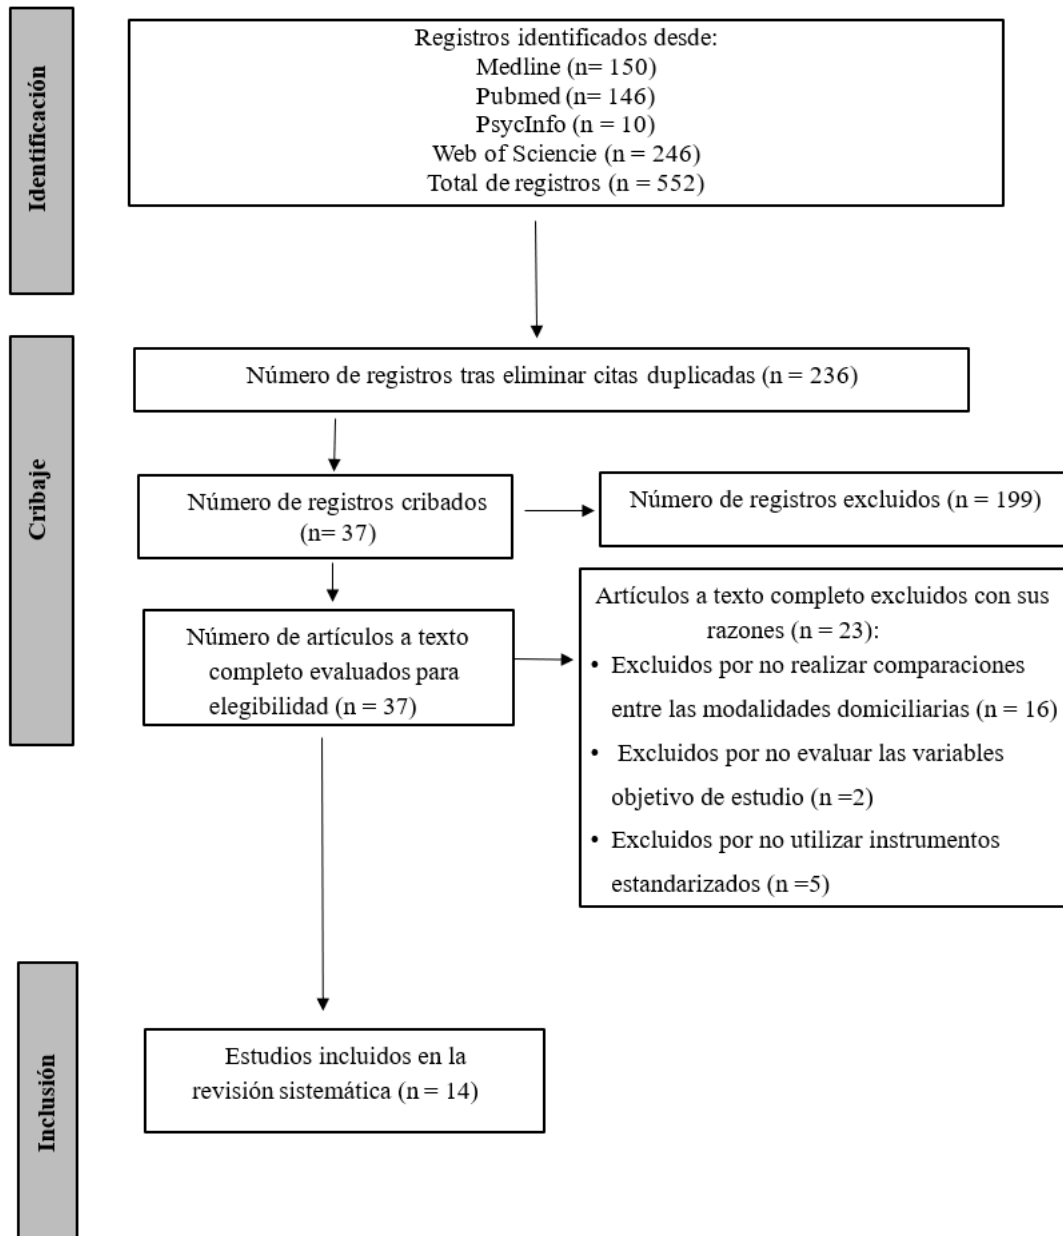 Identificación
Registros identificados desde:
Medline (n= 150)
Pubmed (n= 146)
PsycInfo (n = 10)
Web of Sciencie (n = 246)
Total de registros (n = 552)
Cribaje
Número de registros tras eliminar citas duplicadas (n = 236)
Número de registros cribados
(n= 37)
Número de registros excluidos (n = 199)
Número de artículos a texto
completo evaluados para
elegibilidad (n = 37)
Artículos a texto completo excluidos con sus
razones (n = 23):
• Excluidos por no realizar comparaciones
entre las modalidades domiciliarias (n = 16)
• Excluidos por no evaluar las variables
objetivo de estudio (n =2)
• Excluidos por no utilizar instrumentos
estandarizados (n =5)
Inclusión
Estudios incluidos en la
revisión sistemática (n = 14)